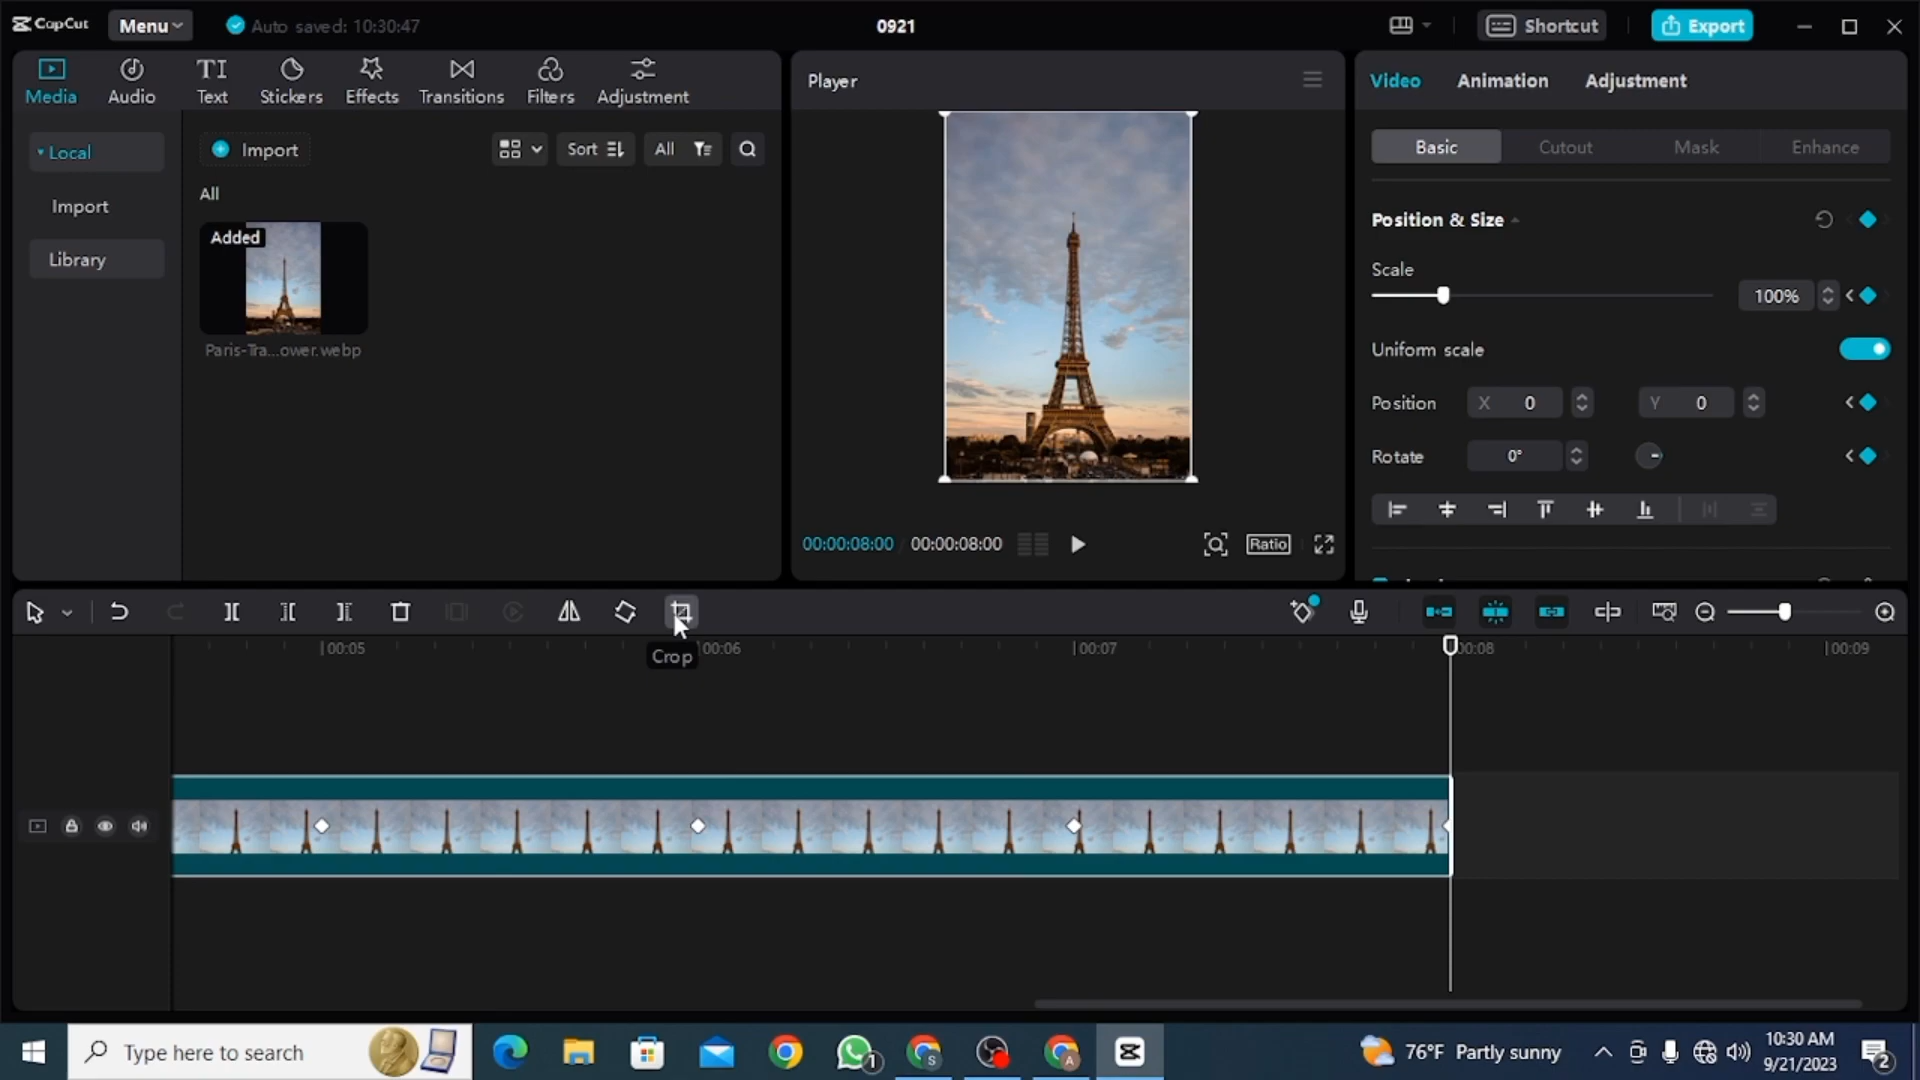 CapCut
Menu
Auto saved: 10:30:47
0921
Shortcut
Export
Media
Audio
TI
Text
Stickers
Effects
Transitions
Filters
Adjustment
Player
Video
Animation
Adjustment
Local
Import
Sort
All
Basic
Cutout
Mask
Enhance
All
Import
Added
Position & Size
Library
Scale
100%
Paris-Tra...ower.webp
Uniform scale
Position
X 0
Y 0
Rotate
0°
00:00:08:00
00:00:08:00
Ratio
Crop
00:05
00:06
00:07
00:08
00:09
Type here to search
1
S
A
76°F Partly sunny
10:30 AM
9/21/2023
2